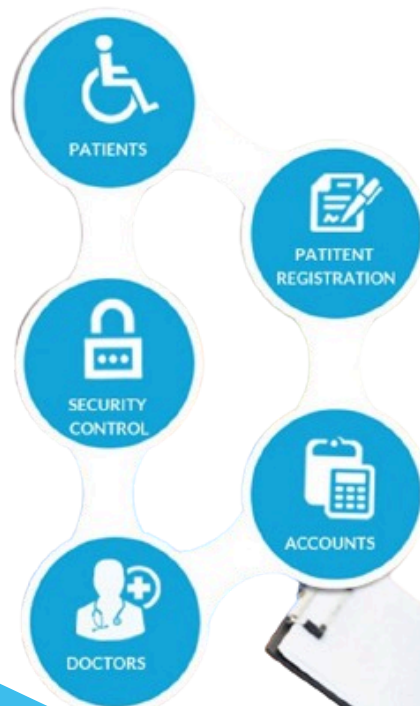 PATIENTS
PATITENT
REGISTRATION
SECURITY
CONTROL
ACCOUNTS
DOCTORS